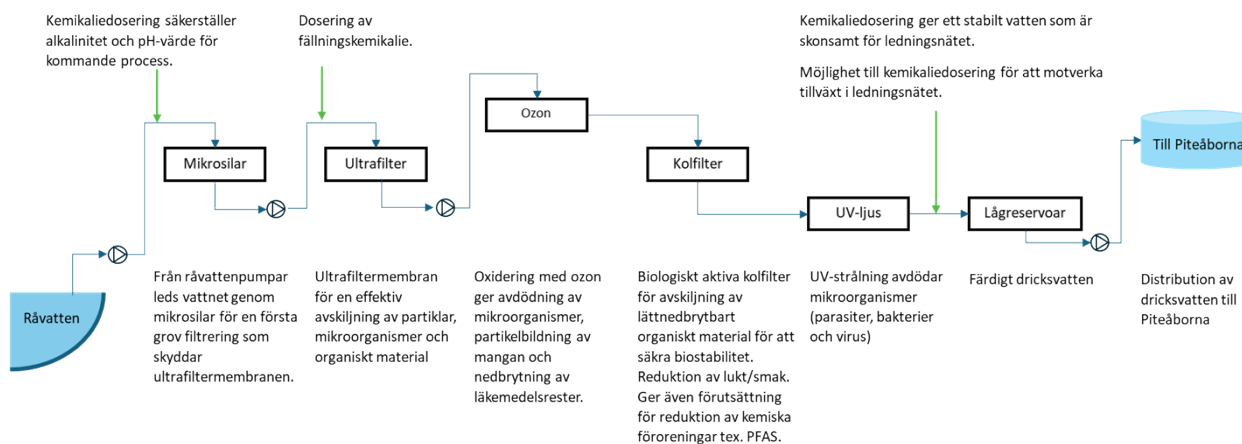 Kemikaliedosering säkerställer
alkalinitet och pH-värde för
kommande process.
Dosering av
fällningskemikalie.
Kemikaliedosering ger ett stabilt vatten som är
skonsamt för ledningsnätet.
Möjlighet till kemikaliedosering för att motverka
tillväxt i ledningsnätet.
Råvatten
Mikrosilar
Ultrafilter
Ozon
Kolfilter
UV-ljus
Lågreservoar
Till Piteåborna
Från råvattenpumpar
leds vattnet genom
mikrosilar för en första
grov filtrering som
skyddar
ultrafiltermembranen.
Ultrafiltermembran
för en effektiv
avskiljning av partiklar,
mikroorganismer och
organiskt material
Oxidering med ozon
ger avdödning av
mikroorganismer,
partikelbildning av
mangan och
nedbrytning av
läkemedelsrester.
Biologiskt aktiva kolfilter
för avskiljning av
lättnedbrytbart
organiskt material för att
säkra biostabilitet.
Reduktion av lukt/smak.
Ger även förutsättning
för reduktion av kemiska
föroreningar tex. PFAS.
UV-strålning avdödar
mikroorganismer
(parasiter, bakterier
och virus)
Färdigt dricksvatten
Distribution av
dricksvatten till
Piteåborna